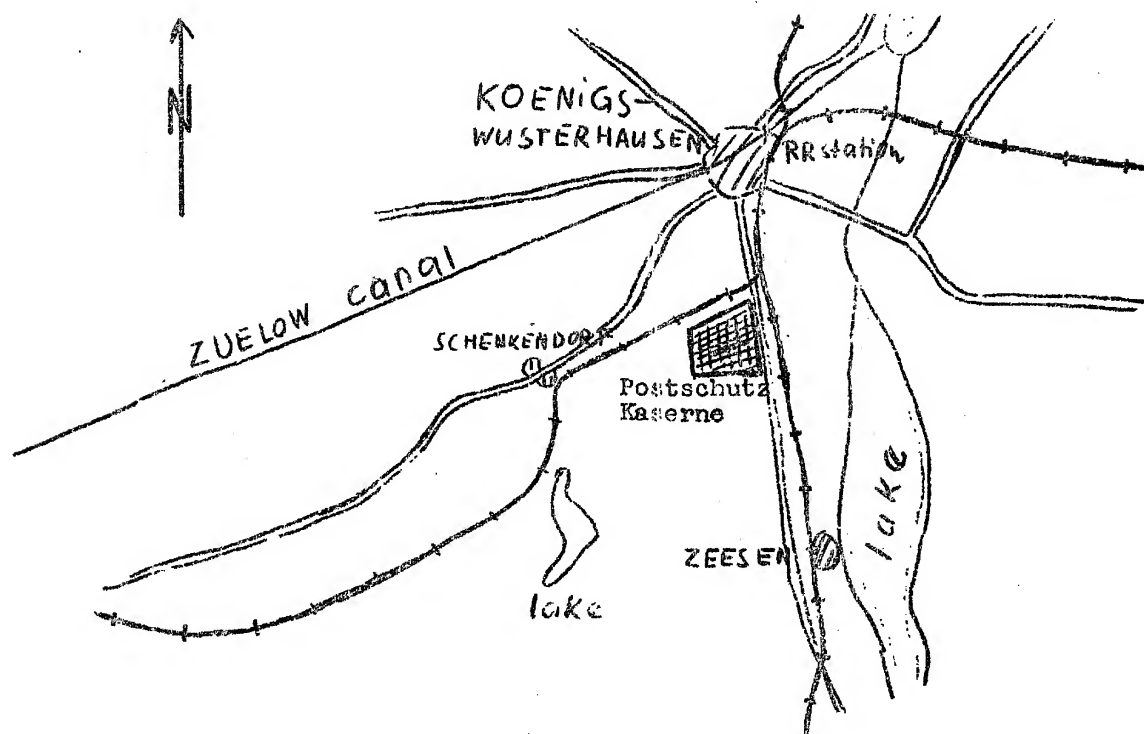 N
KOENiGS-
WUSTERHAUSEN
RR station
ZUELOW canal
SCHENKENDORF
Postschutz
Kaserne
lake
ZEESEN
lake